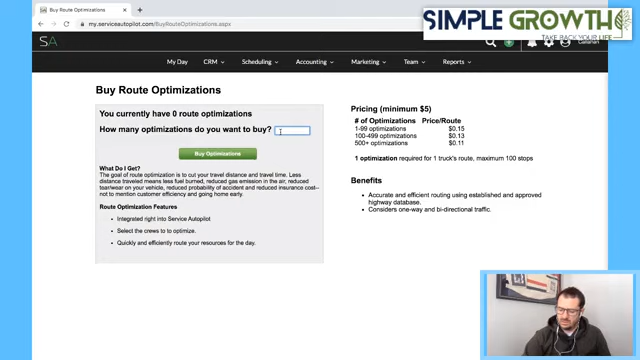 Buy Route Optimizations
my.serviceautopilot.com/BuyRouteOptimizations.aspx
SIMPLE GROWTH
TAKE BACK YOUR LIFE
SA
My Day CRM Scheduling Accounting Marketing Team Reports
Buy Route Optimizations
You currently have 0 route optimizations
How many optimizations do you want to buy?
Buy Optimizations
What Do I Get?
The goal of route optimization is to cut your travel distance and travel time. Less
distance traveled means less fuel burned, reduced gas emission in the air, reduced
tear/wear on your vehicle, reduced probability of accident and reduced insurance cost--
not to mention customer efficiency and going home early.
Route Optimization Features
• Integrated right into Service Autopilot
• Select the crews to to optimize.
• Quickly and efficiently route your resources for the day.
Pricing (minimum $5)
# of Optimizations Price/Route
1-99 optimizations $0.15
100-499 optimizations $0.13
500+ optimizations $0.11
1 optimization required for 1 truck's route, maximum 100 stops
Benefits
• Accurate and efficient routing using established and approved
highway database.
• Considers one-way and bi-directional traffic.